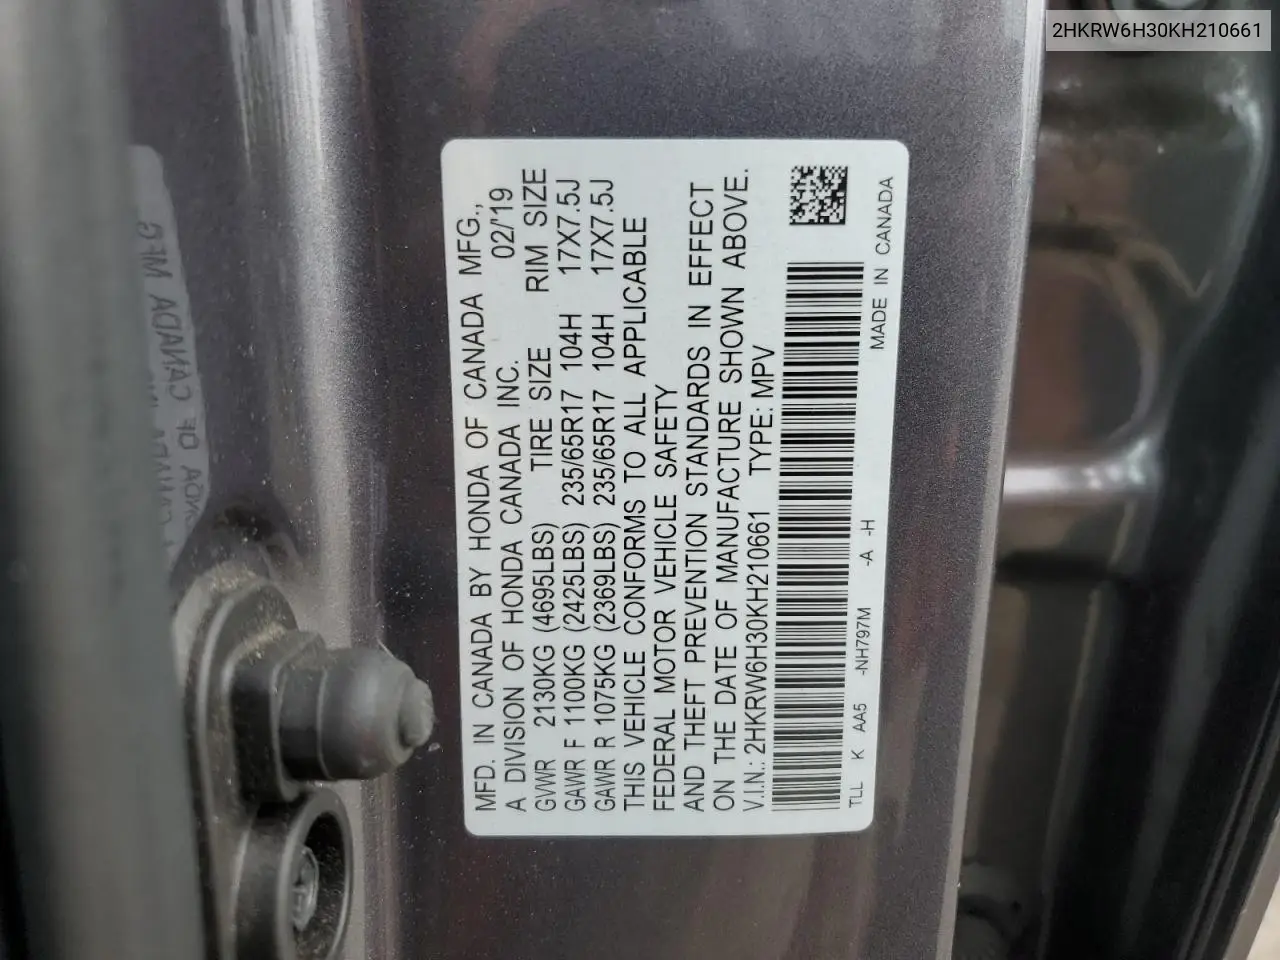 2HKRW6H30KH210661
MFD. IN CANADA BY HONDA OF CANADA MFG.,
A DIVISION OF HONDA CANADA INC. 02/'19
GVWR 2130KG (4695LBS) TIRE SIZE RIM SIZE
GAWR F 1100KG (2425LBS) 235/65R17 104H 17X7.5J
GAWR R 1075KG (2369LBS) 235/65R17 104H 17X7.5J
THIS VEHICLE CONFORMS TO ALL APPLICABLE
FEDERAL MOTOR VEHICLE SAFETY
AND THEFT PREVENTION STANDARDS IN EFFECT
ON THE DATE OF MANUFACTURE SHOWN ABOVE.
V.I.N.: 2HKRW6H30KH210661 TYPE: MPV
TLL K AA5 -NH797M -A -H MADE IN CANADA